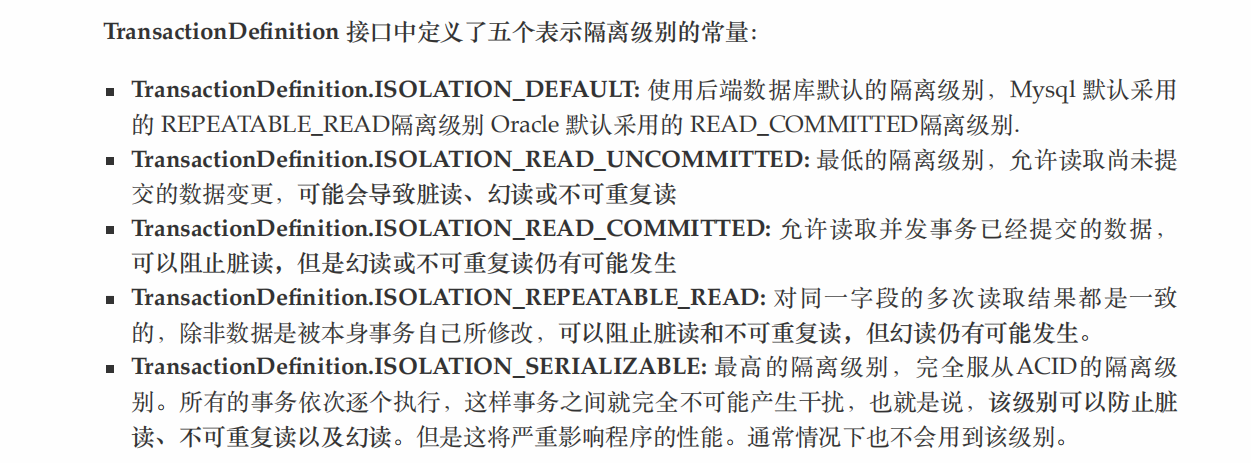 TransactionDefinition 接口中定义了五个表示隔离级别的常量：
▪ TransactionDefinition.ISOLATION_DEFAULT: 使用后端数据库默认的隔离级别，Mysql 默认采用
的 REPEATABLE_READ隔离级别 Oracle 默认采用的 READ_COMMITTED隔离级别.
▪ TransactionDefinition.ISOLATION_READ_UNCOMMITTED: 最低的隔离级别，允许读取尚未提
交的数据变更，可能会导致脏读、幻读或不可重复读
▪ TransactionDefinition.ISOLATION_READ_COMMITTED: 允许读取并发事务已经提交的数据，
可以阻止脏读，但是幻读或不可重复读仍有可能发生
▪ TransactionDefinition.ISOLATION_REPEATABLE_READ: 对同一字段的多次读取结果都是一致
的，除非数据是被本身事务自己所修改，可以阻止脏读和不可重复读，但幻读仍有可能发生。
▪ TransactionDefinition.ISOLATION_SERIALIZABLE: 最高的隔离级别，完全服从ACID的隔离级
别。所有的事务依次逐个执行，这样事务之间就完全不可能产生干扰，也就是说，该级别可以防止脏
读、不可重复读以及幻读。但是这将严重影响程序的性能。通常情况下也不会用到该级别。